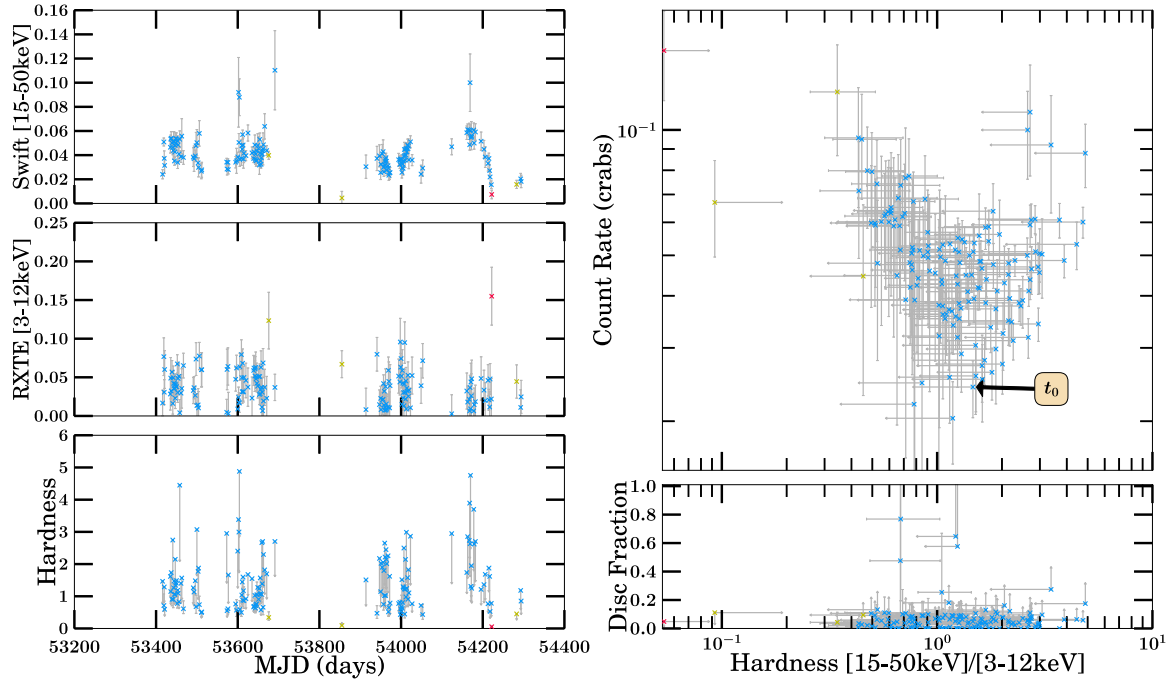 0.16
0.14
0.12
0.10
0.08
0.06
0.04
0.02
0.00
Swift [15-50keV]
0.25
0.20
0.15
0.10
0.05
0.00
RXTE [3-12keV]
6
5
4
3
2
1
0
Hardness
53200 53400 53600 53800 54000 54200 54400
MJD (days)
10⁻¹
Count Rate (crabs)
t₀
1.0
0.8
0.6
0.4
0.2
0.0
Disc Fraction
10⁻¹ 10⁰ 10¹
Hardness [15-50keV]/[3-12keV]